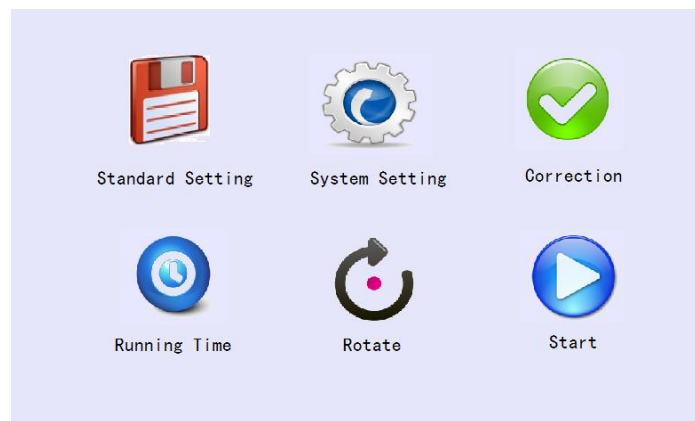 Standard Setting
System Setting
Correction
Running Time
Rotate
Start